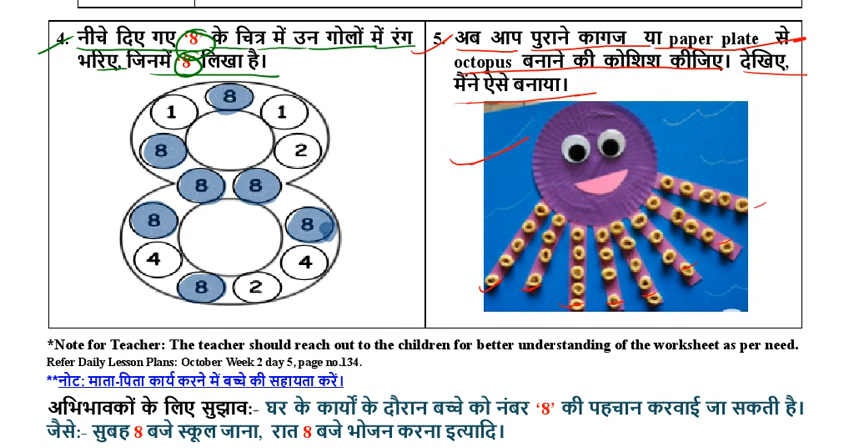 4. नीचे दिए गए ‘8’ के चित्र में उन गोलों में रंग
भरिए, जिनमें ‘8’ लिखा है।
8
1
1
8
2
8
8
8
8
4
4
8
2
5. अब आप पुराने कागज या paper plate से
octopus बनाने की कोशिश कीजिए। देखिए,
मैंने ऐसे बनाया।
*Note for Teacher: The teacher should reach out to the children for better understanding of the worksheet as per need.
Refer Daily Lesson Plans: October Week 2 day 5, page no.134.
**नोट: माता-पिता कार्य करने में बच्चे की सहायता करें।
अभिभावकों के लिए सुझाव:- घर के कार्यों के दौरान बच्चे को नंबर ‘8’ की पहचान करवाई जा सकती है।
जैसे:- सुबह 8 बजे स्कूल जाना, रात 8 बजे भोजन करना इत्यादि।